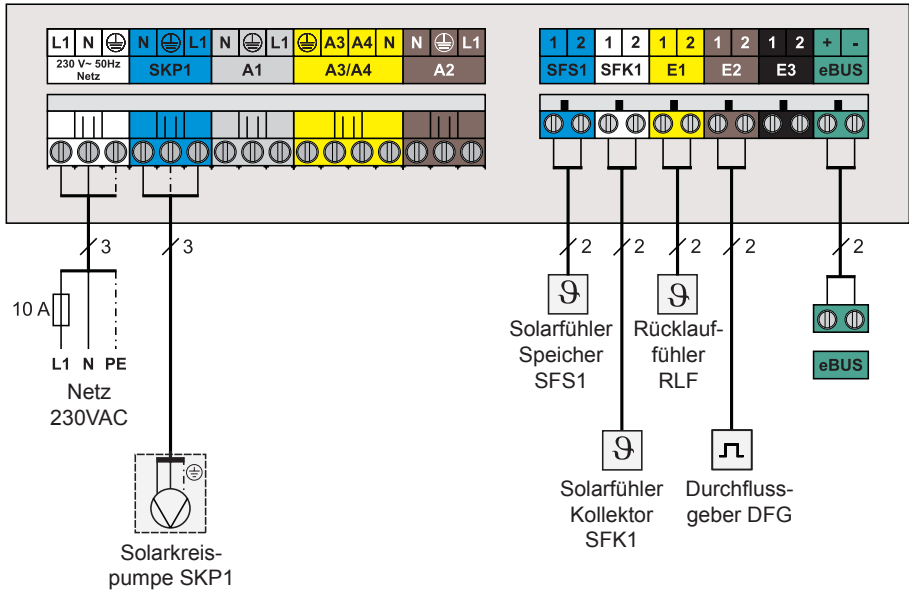 L1 N N L1 N L1 A3 A4 N N L1
230 V~ 50Hz
Netz
SKP1 A1 A3/A4 A2
1 2 1 2 1 2 1 2 1 2 + -
SFS1 SFK1 E1 E2 E3 eBUS
3 3 2 2 2 2 2
10 A
L1 N PE
Netz
230VAC
Solarkreis-
pumpe SKP1
ϑ
Solarfühler
Speicher
SFS1
ϑ
Rücklauf-
fühler
RLF
eBUS
ϑ
Solarfühler
Kollektor
SFK1
Durchfluss-
geber DFG